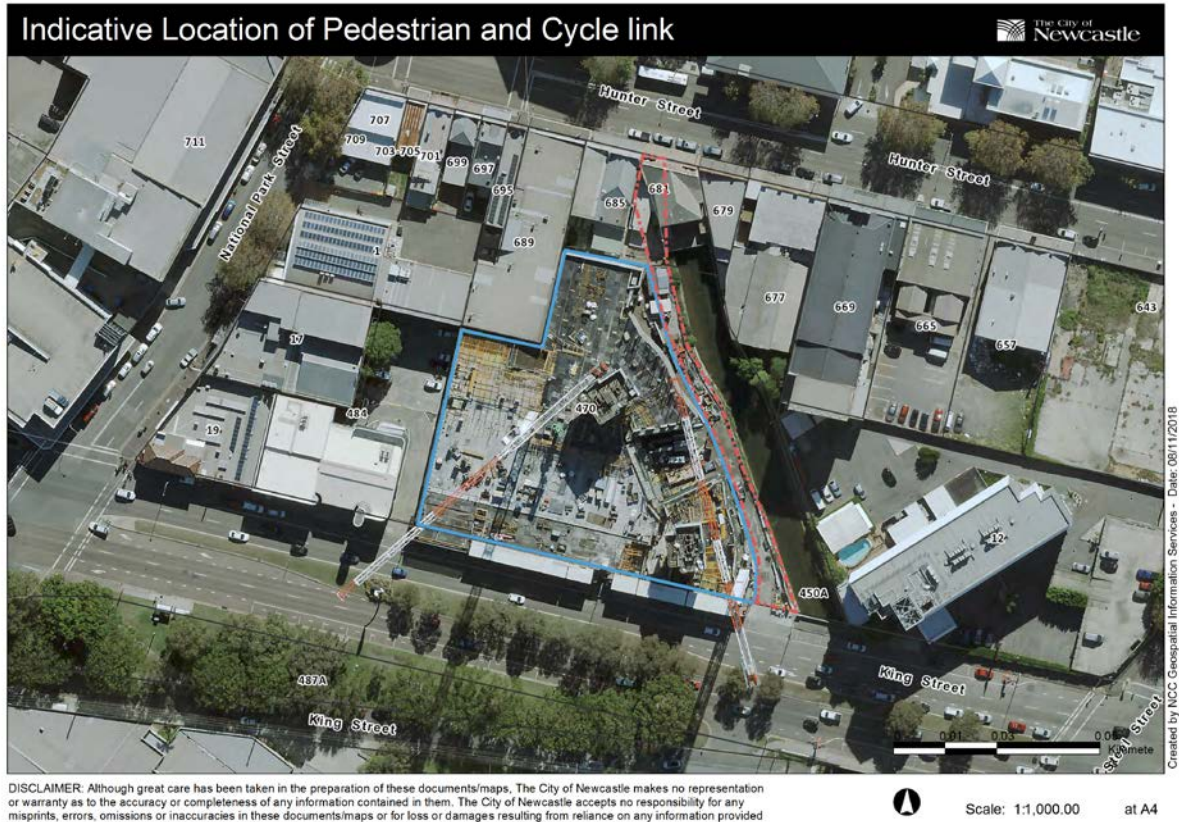 Indicative Location of Pedestrian and Cycle link
The City of
Newcastle
Hunter Street
Hunter Street
National Park Street
711
707
709
703
705
701
699
697
695
689
685
681
679
677
669
665
657
643
1
17
19
484
470
12
450A
487A
King Street
King Street
Street
0.01
0.03
DISCLAIMER: Although great care has been taken in the preparation of these documents/maps, The City of Newcastle makes no representation
or warranty as to the accuracy or completeness of any information contained in them. The City of Newcastle accepts no responsibility for any
misprints, errors, omissions or inaccuracies in these documents/maps or for loss or damages resulting from reliance on any information provided
Scale: 1:1,000.00
at A4
Created by NCC Geospatial Information Services - Date: 08/11/2018